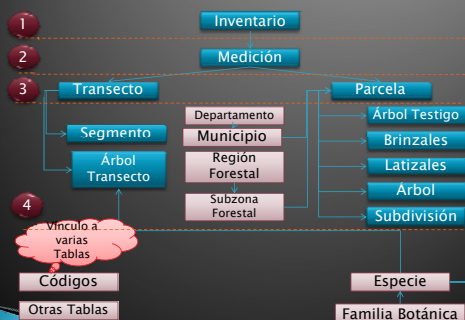 1
Inventario
2
Medición
3
Transecto
Parcela
Segmento
Árbol
Transecto
Departamento
Municipio
Región
Forestal
Subzona
Forestal
Árbol Testigo
Brinzales
Latizales
Árbol
Subdivisión
4
Vínculo a
varias
Tablas
Códigos
Otras Tablas
Especie
Familia Botánica